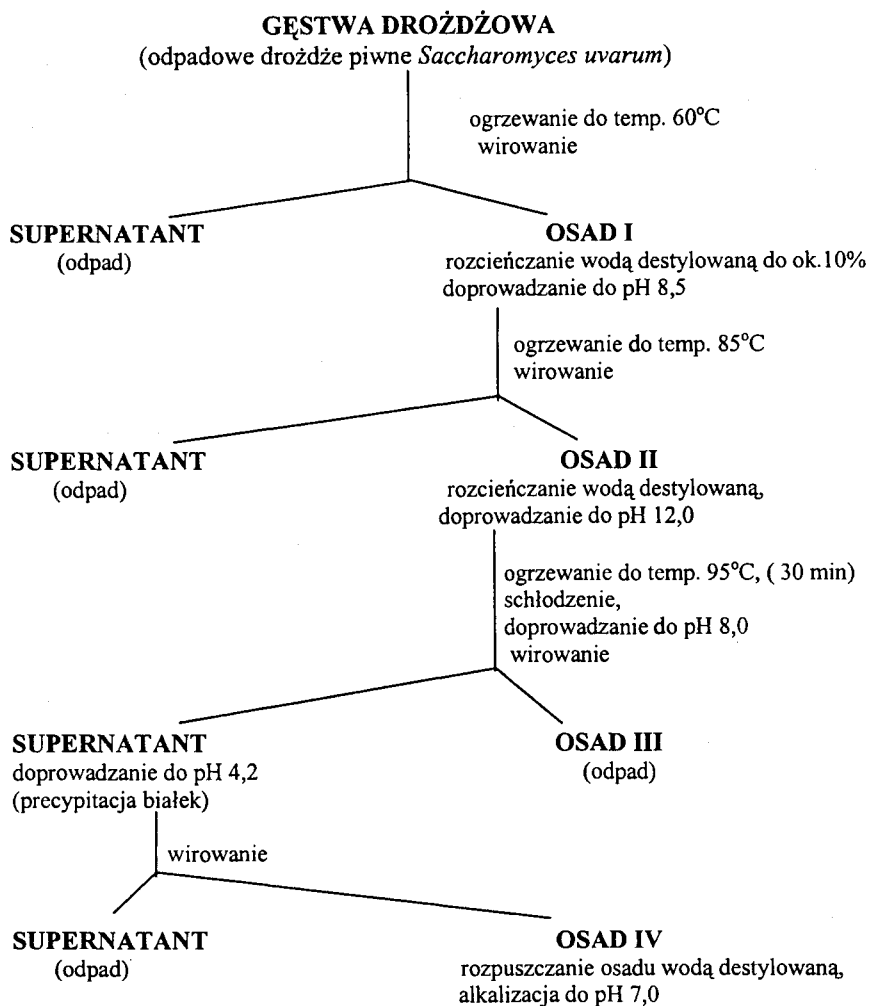 GĘSTWA DROŻDŻOWA
(odpadowe drożdże piwne Saccharomyces uvarum)
ogrzewanie do temp. 60°C
wirowanie
SUPERNATANT
(odpad)
OSAD I
rozcieńczanie wodą destylowaną do ok.10%
doprowadzanie do pH 8,5
ogrzewanie do temp. 85°C
wirowanie
SUPERNATANT
(odpad)
OSAD II
rozcieńczanie wodą destylowaną,
doprowadzanie do pH 12,0
ogrzewanie do temp. 95°C, ( 30 min)
schłodzenie,
doprowadzanie do pH 8,0
wirowanie
SUPERNATANT
doprowadzanie do pH 4,2
(precypitacja białek)
OSAD III
(odpad)
wirowanie
SUPERNATANT
(odpad)
OSAD IV
rozpuszczanie osadu wodą destylowaną,
alkalizacja do pH 7,0